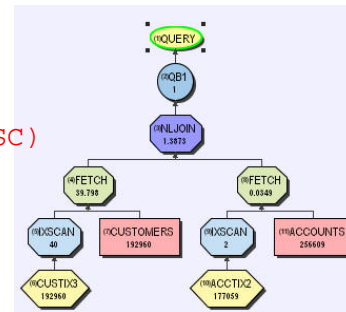 (1)QUERY
(2)QB1
1
SC)
(3)NLJOIN
1.3873
(4)FETCH
39.798
(8)FETCH
0.0349
(5)IXSCAN
40
(7)CUSTOMERS
192960
(9)IXSCAN
2
(11)ACCOUNTS
256609
(6)CUSTIX3
192960
(10)ACCTIX2
177059